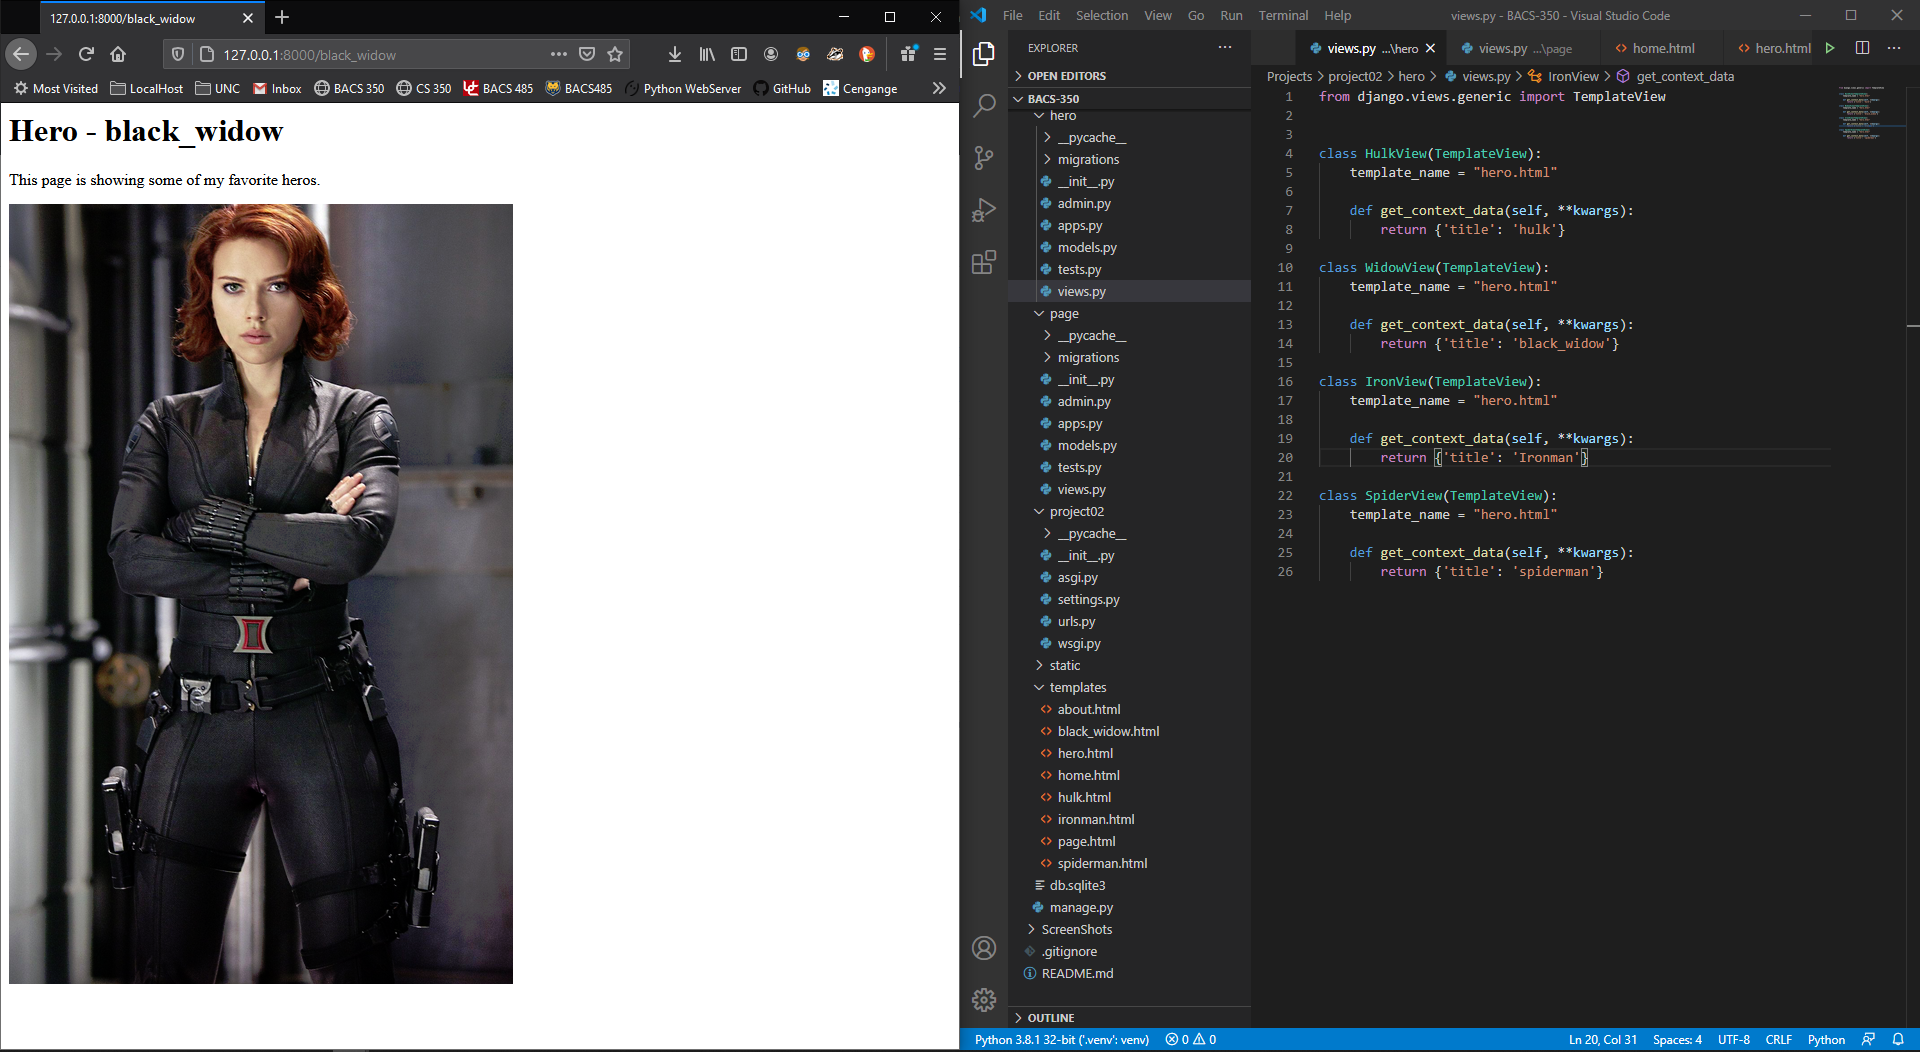 127.0.0.1:8000/black_widow
127.0.0.1:8000/black_widow
Most Visited LocalHost UNC Inbox BACS 350 CS 350 BACS 485 BACS485 Python WebServer GitHub Cengange
Hero - black_widow
This page is showing some of my favorite heros.
File Edit Selection View Go Run Terminal Help views.py - BACS-350 - Visual Studio Code
EXPLORER
OPEN EDITORS
BACS-350
hero
__pycache__
migrations
__init__.py
admin.py
apps.py
models.py
tests.py
views.py
page
__pycache__
migrations
__init__.py
admin.py
apps.py
models.py
tests.py
views.py
project02
__pycache__
__init__.py
asgi.py
settings.py
urls.py
wsgi.py
static
templates
about.html
black_widow.html
hero.html
home.html
hulk.html
ironman.html
page.html
spiderman.html
db.sqlite3
manage.py
ScreenShots
.gitignore
README.md
OUTLINE
views.py ...\hero views.py ...\page home.html hero.html
Projects > project02 > hero > views.py > IronView > get_context_data
1 from django.views.generic import TemplateView
2
3
4 class HulkView(TemplateView):
5 template_name = "hero.html"
6
7 def get_context_data(self, **kwargs):
8 return {'title': 'hulk'}
9
10 class WidowView(TemplateView):
11 template_name = "hero.html"
12
13 def get_context_data(self, **kwargs):
14 return {'title': 'black_widow'}
15
16 class IronView(TemplateView):
17 template_name = "hero.html"
18
19 def get_context_data(self, **kwargs):
20 return {'title': 'Ironman'}
21
22 class SpiderView(TemplateView):
23 template_name = "hero.html"
24
25 def get_context_data(self, **kwargs):
26 return {'title': 'spiderman'}
Python 3.8.1 32-bit ('.venv': venv) 0 0 Ln 20, Col 31 Spaces: 4 UTF-8 CRLF Python